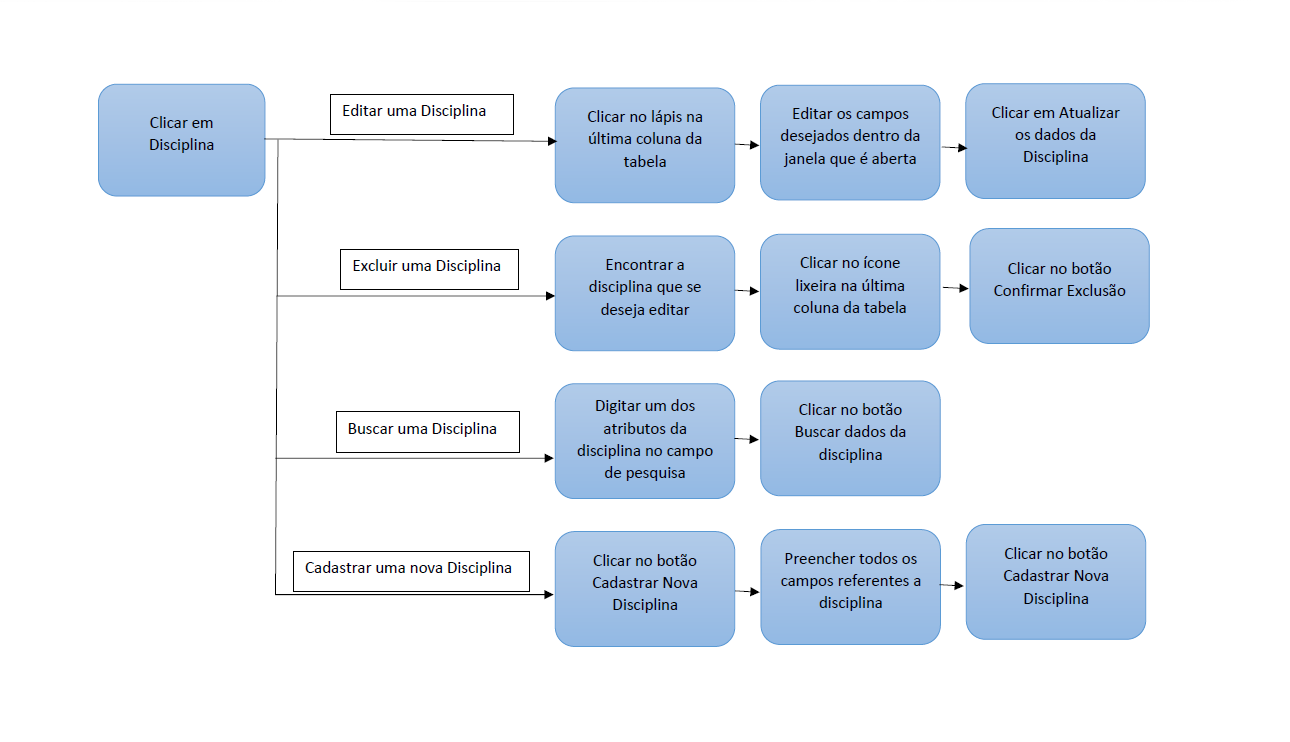 Clicar em
Disciplina
Editar uma Disciplina
Clicar no lápis na
última coluna da
tabela
Editar os campos
desejados dentro da
janela que é aberta
Clicar em Atualizar
os dados da
Disciplina
Excluir uma Disciplina
Encontrar a
disciplina que se
deseja editar
Clicar no ícone
lixeira na última
coluna da tabela
Clicar no botão
Confirmar Exclusão
Buscar uma Disciplina
Digitar um dos
atributos da
disciplina no campo
de pesquisa
Clicar no botão
Buscar dados da
disciplina
Cadastrar uma nova Disciplina
Clicar no botão
Cadastrar Nova
Disciplina
Preencher todos os
campos referentes a
disciplina
Clicar no botão
Cadastrar Nova
Disciplina